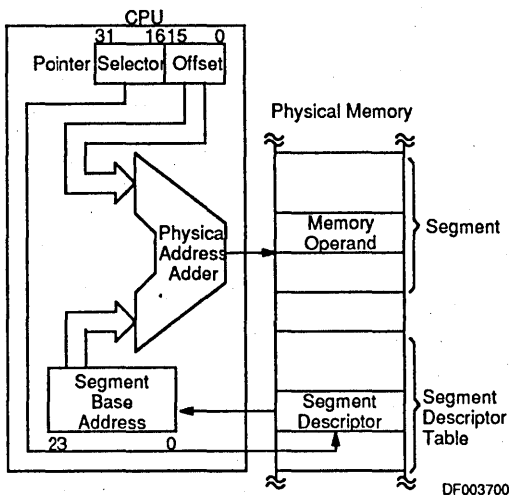 CPU
31 16 15 0
Pointer Selector Offset
Physical Memory
Memory
Operand
Segment
Physical
Address
Adder
Segment
Base
Address
23 0
Segment
Descriptor
Segment
Descriptor
Table
DF003700